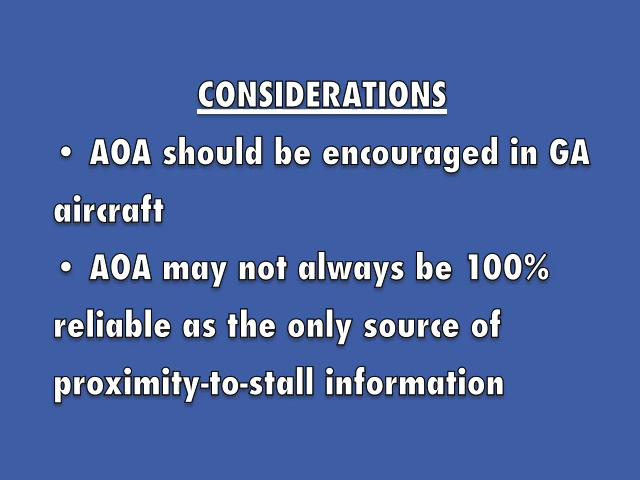 CONSIDERATIONS
• AOA should be encouraged in GA
aircraft
• AOA may not always be 100%
reliable as the only source of
proximity-to-stall information